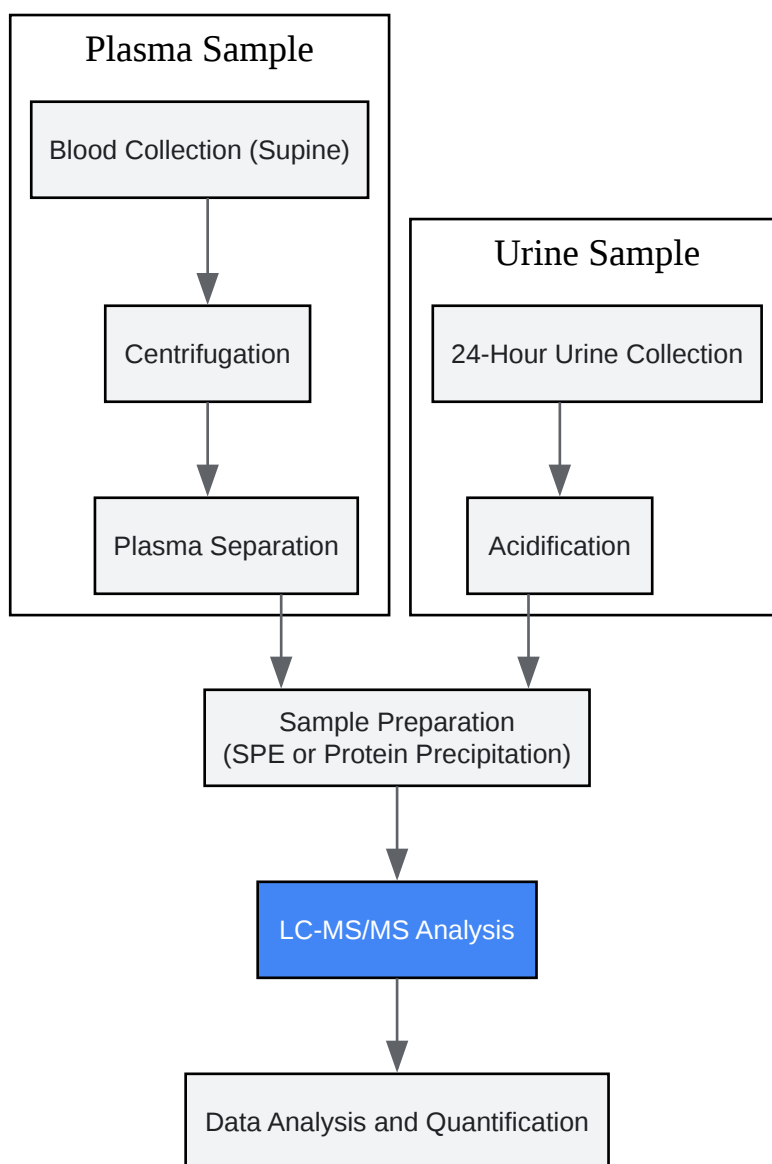 Plasma Sample
Blood Collection (Supine)
Centrifugation
Plasma Separation
Urine Sample
24-Hour Urine Collection
Acidification
Sample Preparation
(SPE or Protein Precipitation)
LC-MS/MS Analysis
Data Analysis and Quantification